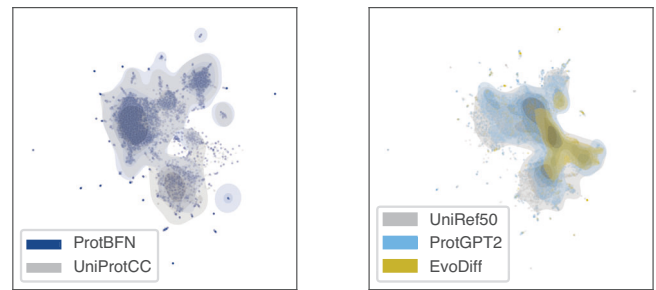 ProtBFN
UniProtCC
UniRef50
ProtGPT2
EvoDiff